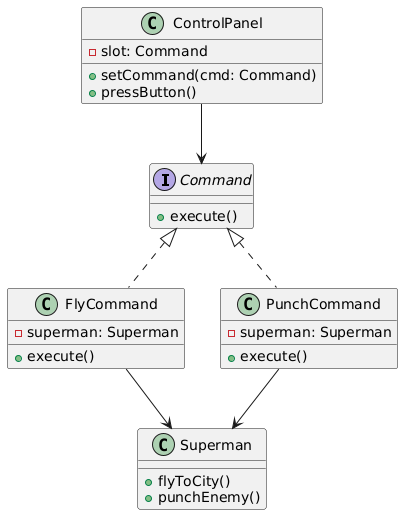 C ControlPanel
slot: Command
setCommand(cmd: Command)
pressButton()
I Command
execute()
C FlyCommand
superman: Superman
execute()
C PunchCommand
superman: Superman
execute()
C Superman
flyToCity()
punchEnemy()